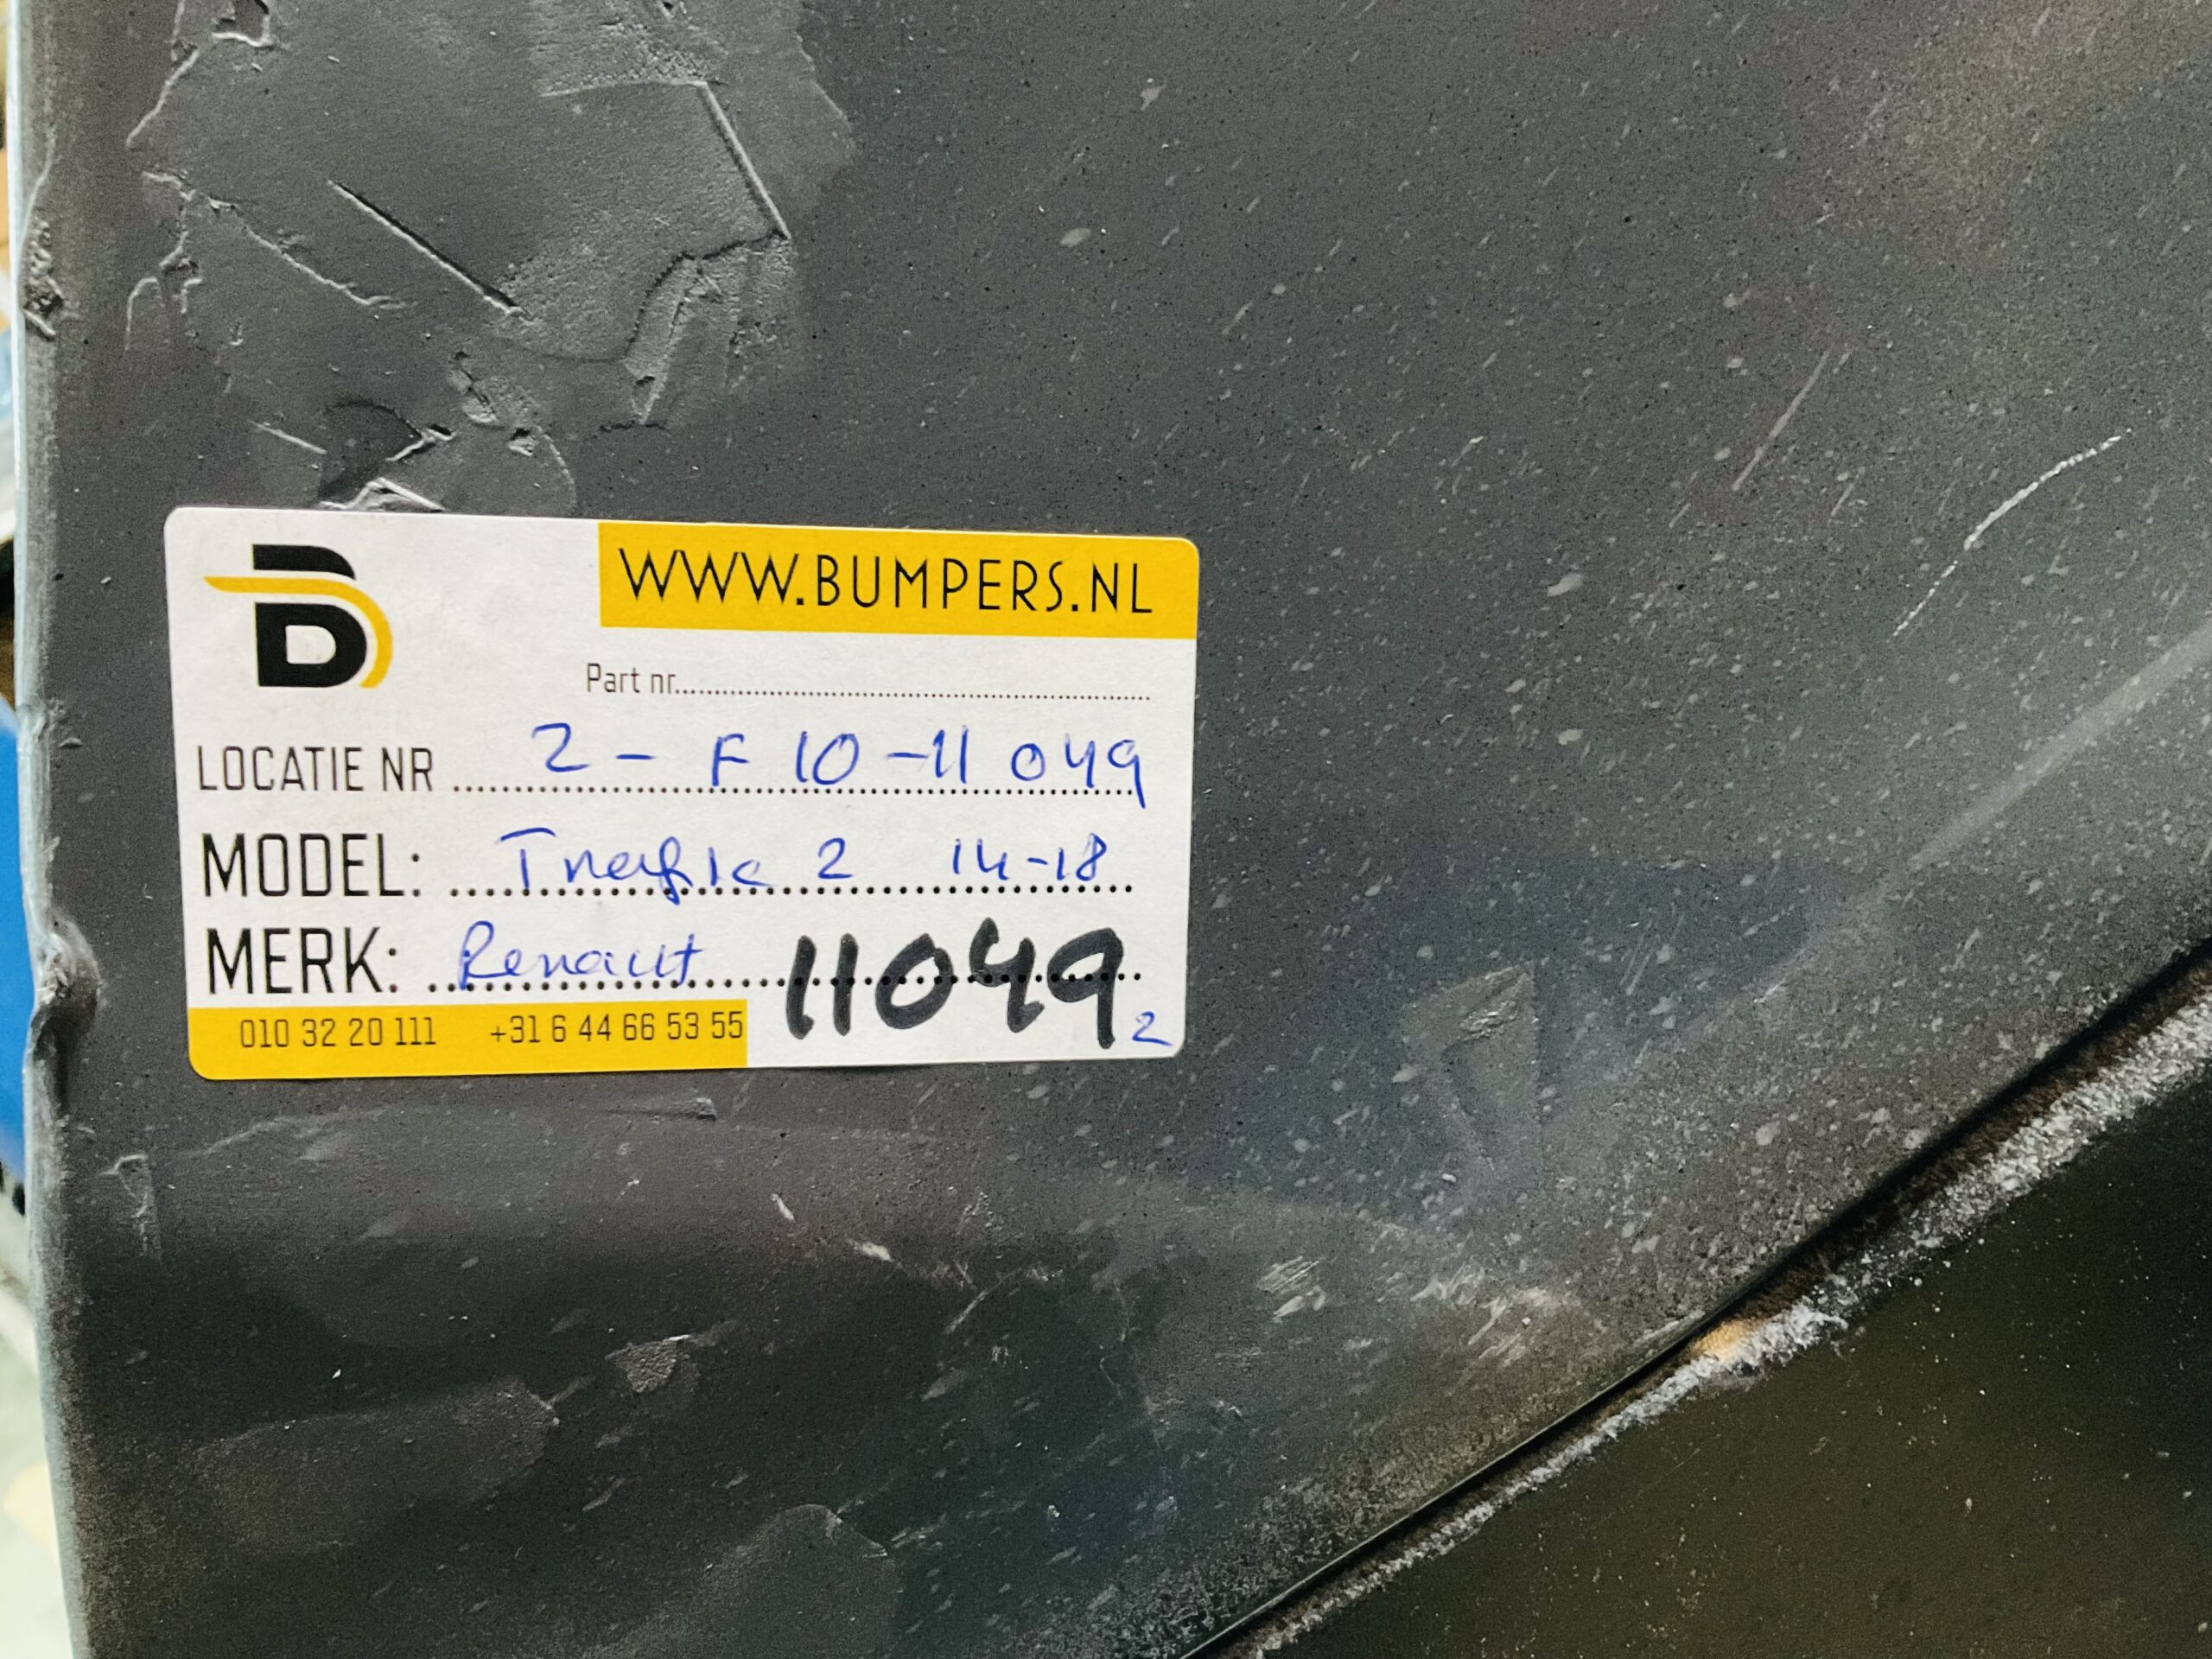 WWW.BUMPERS.NL
Part nr.
LOCATIE NR 2 - F 10 - 11 049
MODEL: Trafic 2 14-18
MERK: Renault 11049 2
010 32 20 111 +31 6 44 66 53 55